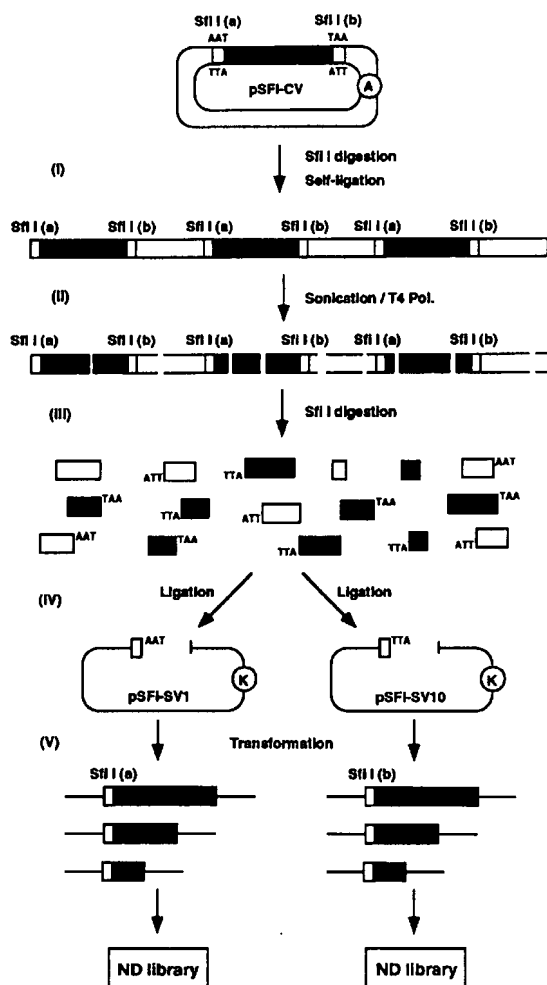 Sfi I (a) Sfi I (b)
AAT TAA
TTA ATT
pSFI-CV A
(I) Sfi I digestion
Self-ligation
Sfi I (a) Sfi I (b) Sfi I (a) Sfi I (b) Sfi I (a) Sfi I (b)
(II) Sonication / T4 Pol.
Sfi I (a) Sfi I (b) Sfi I (a) Sfi I (b) Sfi I (a) Sfi I (b)
(III) Sfi I digestion
ATT TTA AAT
TAA TTA ATT TAA TAA
AAT TAA TTA TTA ATT
(IV) Ligation Ligation
AAT TTA
K K
pSFI-SV1 pSFI-SV10
(V) Transformation
Sfi I (a) Sfi I (b)
ND library ND library